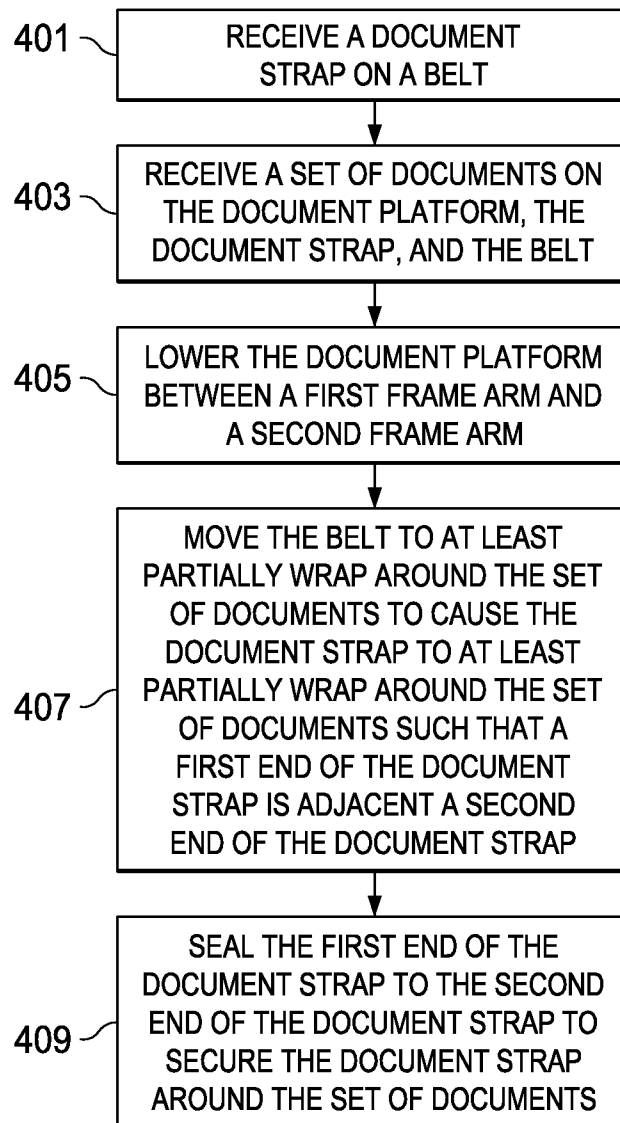 401
RECEIVE A DOCUMENT
STRAP ON A BELT
403
RECEIVE A SET OF DOCUMENTS ON
THE DOCUMENT PLATFORM, THE
DOCUMENT STRAP, AND THE BELT
405
LOWER THE DOCUMENT PLATFORM
BETWEEN A FIRST FRAME ARM AND
A SECOND FRAME ARM
407
MOVE THE BELT TO AT LEAST
PARTIALLY WRAP AROUND THE SET
OF DOCUMENTS TO CAUSE THE
DOCUMENT STRAP TO AT LEAST
PARTIALLY WRAP AROUND THE SET
OF DOCUMENTS SUCH THAT A
FIRST END OF THE DOCUMENT
STRAP IS ADJACENT A SECOND
END OF THE DOCUMENT STRAP
409
SEAL THE FIRST END OF THE
DOCUMENT STRAP TO THE SECOND
END OF THE DOCUMENT STRAP TO
SECURE THE DOCUMENT STRAP
AROUND THE SET OF DOCUMENTS